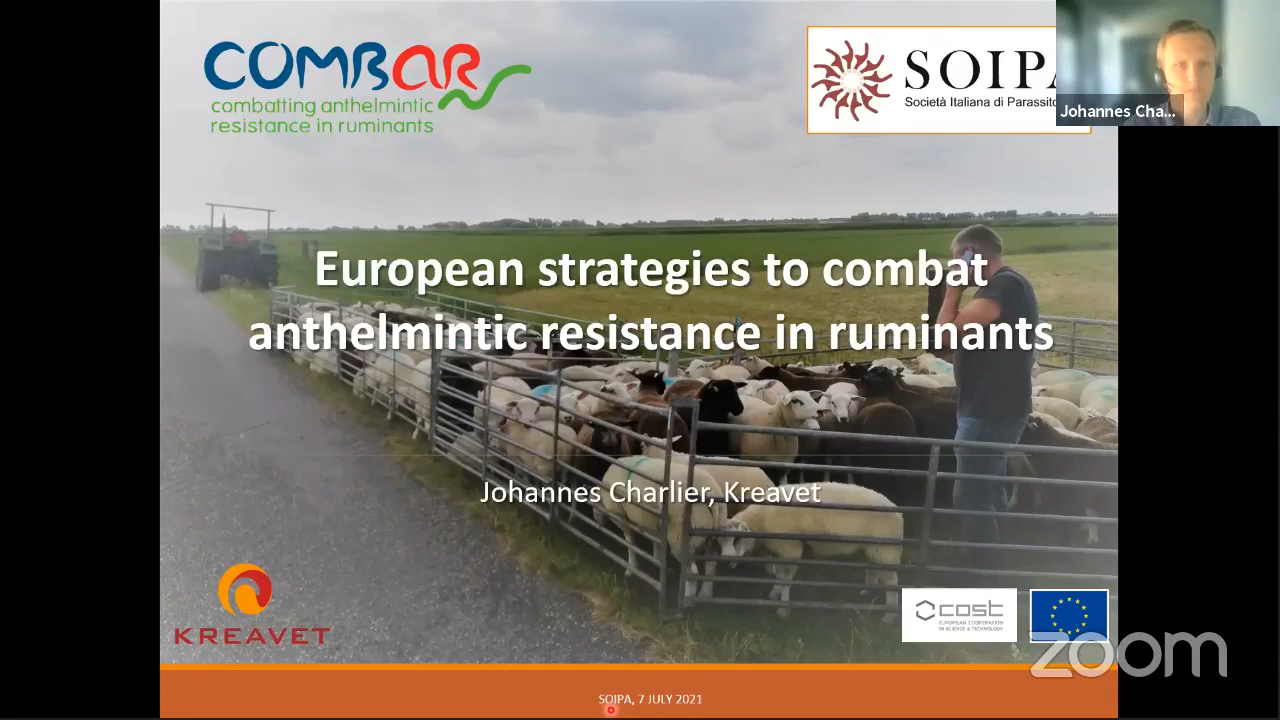 COMBAR
combatting anthelmintic
resistance in ruminants
SOIPA
Società Italiana di Parassito
Johannes Cha...
European strategies to combat
anthelmintic resistance in ruminants
Johannes Charlier, Kreavet
KREAVET
cost
EUROPEAN COOPERATION
IN SCIENCE & TECHNOLOGY
zoom
SOIPA, 7 JULY 2021